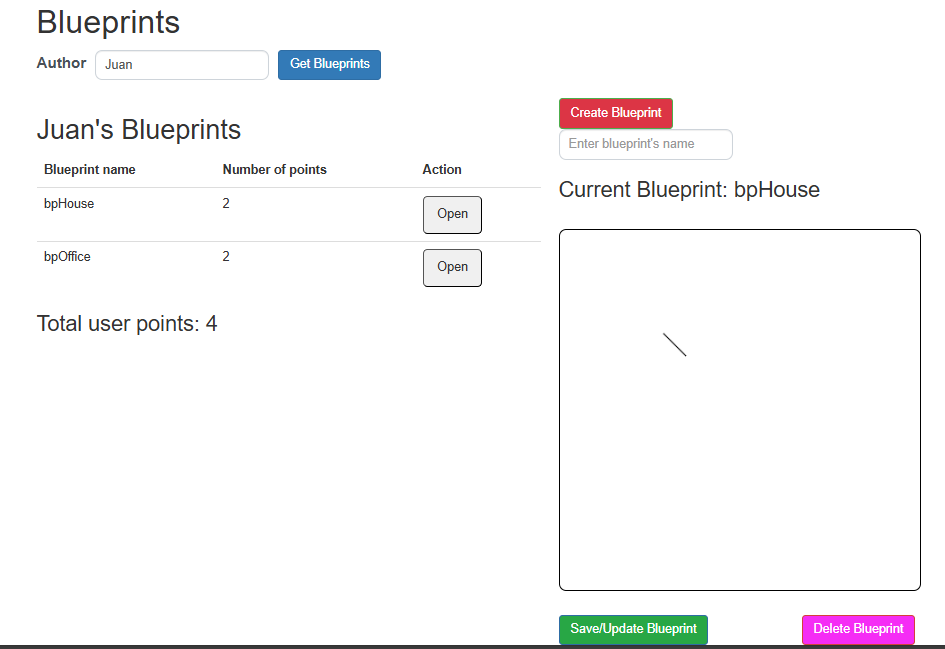 Blueprints
Author Juan Get Blueprints
Juan's Blueprints
Blueprint name Number of points Action
bpHouse 2 Open
bpOffice 2 Open
Total user points: 4
Create Blueprint
Enter blueprint's name
Current Blueprint: bpHouse
Save/Update Blueprint Delete Blueprint